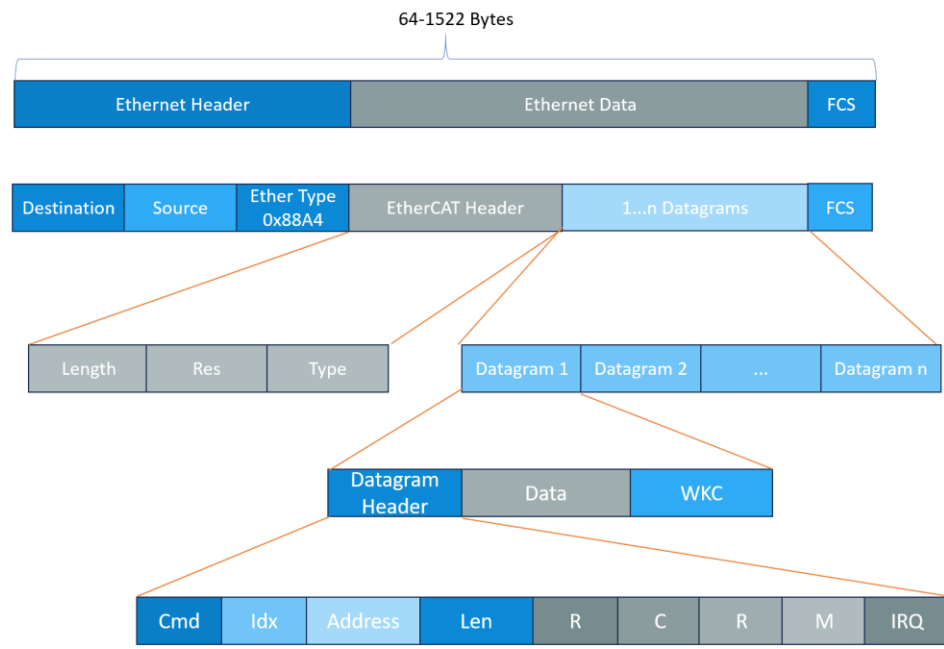 64-1522 Bytes
Ethernet Header Ethernet Data FCS
Destination Source Ether Type 0x88A4 EtherCAT Header 1...n Datagrams FCS
Length Res Type
Datagram 1 Datagram 2 ... Datagram n
Datagram Header Data WKC
Cmd Idx Address Len R C R M IRQ